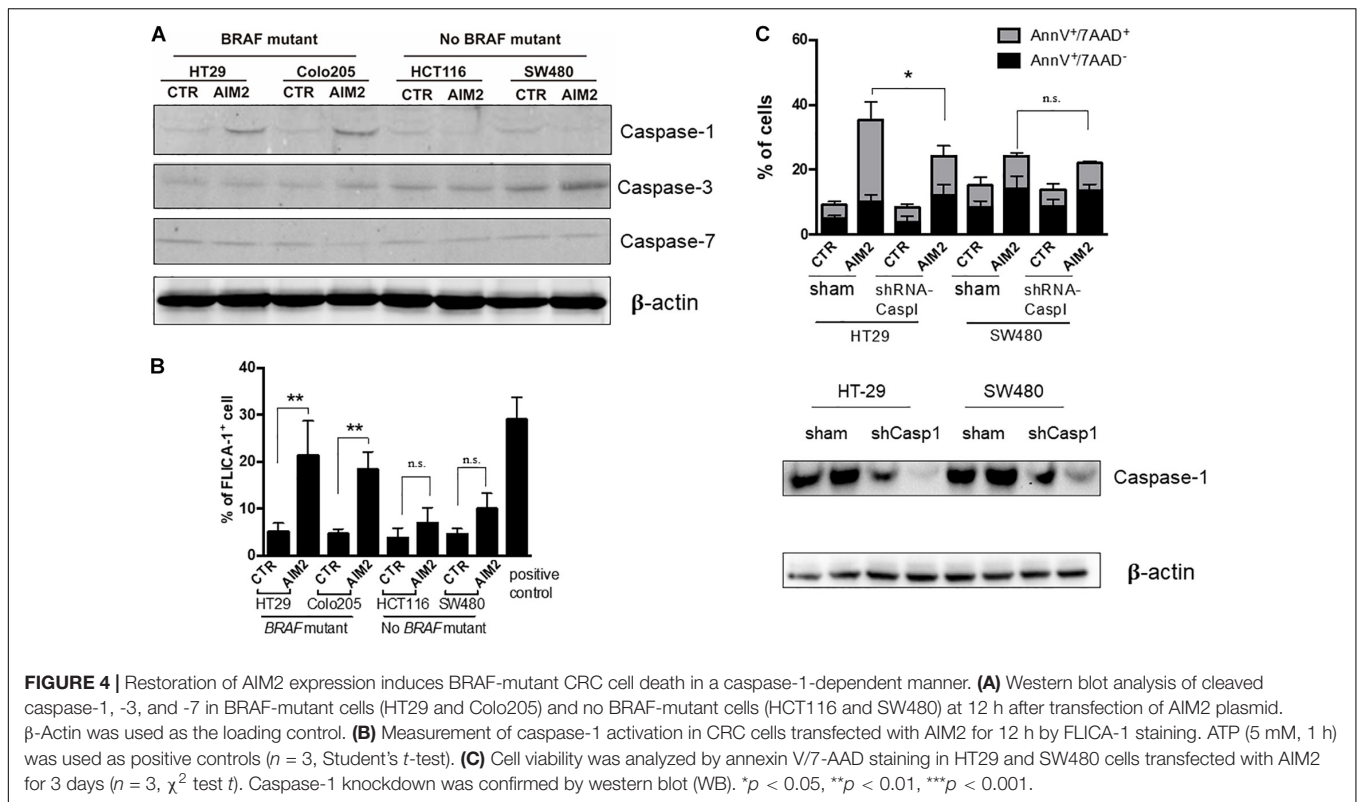 A
BRAF mutant No BRAF mutant
HT29 Colo205 HCT116 SW480
CTR AIM2 CTR AIM2 CTR AIM2 CTR AIM2
Caspase-1
Caspase-3
Caspase-7
β-actin
B
% of FLICA-1+ cell
40
30
20
10
0
** ** n.s. n.s.
CTR AIM2 CTR AIM2 CTR AIM2 CTR AIM2 positive control
HT29 Colo205 HCT116 SW480
BRAF mutant No BRAF mutant
C
AnnV+/7AAD+
AnnV+/7AAD-
% of cells
60
40
20
0
* n.s.
CTR AIM2 CTR AIM2 CTR AIM2 CTR AIM2
sham shRNA-CaspI sham shRNA-CaspI
HT29 SW480
HT-29 SW480
sham shCasp1 sham shCasp1
Caspase-1
β-actin
FIGURE 4 | Restoration of AIM2 expression induces BRAF-mutant CRC cell death in a caspase-1-dependent manner. (A) Western blot analysis of cleaved
caspase-1, -3, and -7 in BRAF-mutant cells (HT29 and Colo205) and no BRAF-mutant cells (HCT116 and SW480) at 12 h after transfection of AIM2 plasmid.
β-Actin was used as the loading control. (B) Measurement of caspase-1 activation in CRC cells transfected with AIM2 for 12 h by FLICA-1 staining. ATP (5 mM, 1 h)
was used as positive controls (n = 3, Student's t-test). (C) Cell viability was analyzed by annexin V/7-AAD staining in HT29 and SW480 cells transfected with AIM2
for 3 days (n = 3, χ2 test t). Caspase-1 knockdown was confirmed by western blot (WB). *p < 0.05, **p < 0.01, ***p < 0.001.